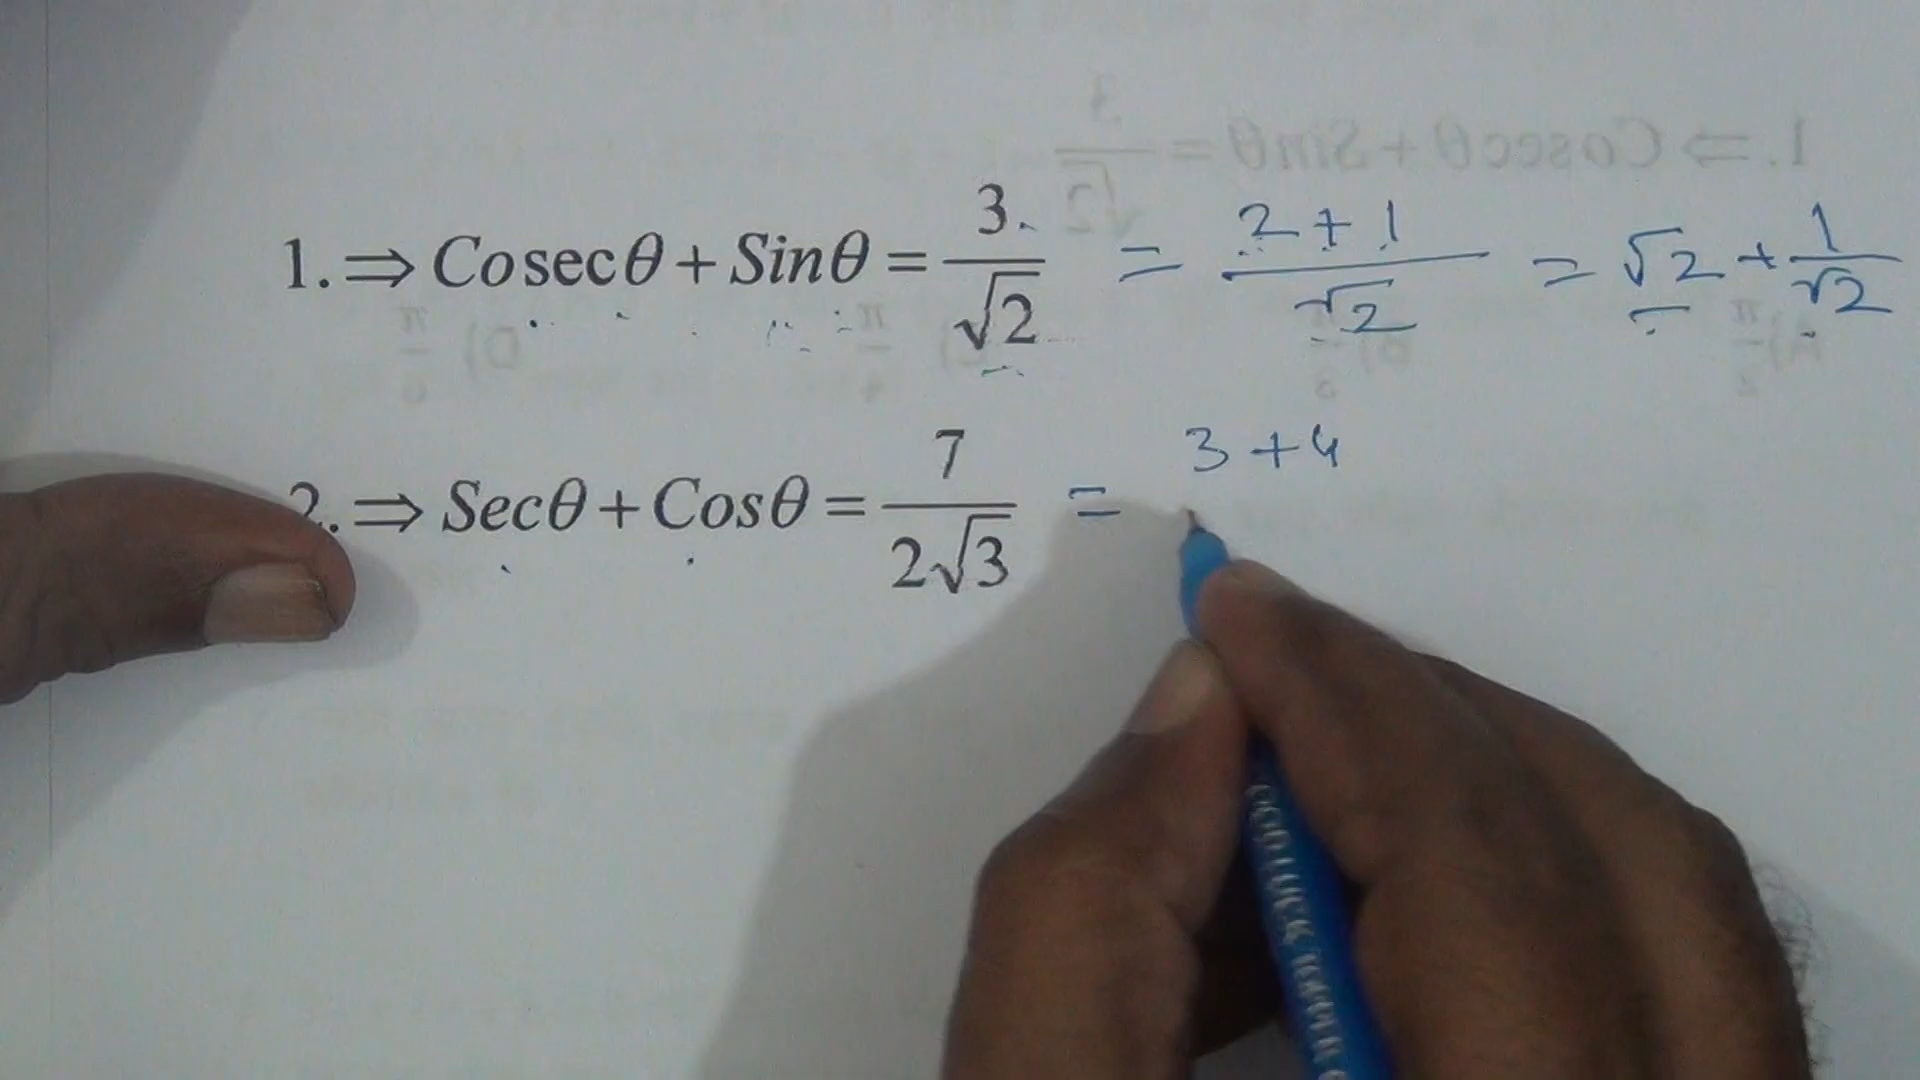 1. ⇒ Cosecθ + Sinθ = 3/√2 = 2+1/√2 = √2 + 1/√2
2. ⇒ Secθ + Cosθ = 7/2√3 = 3+4